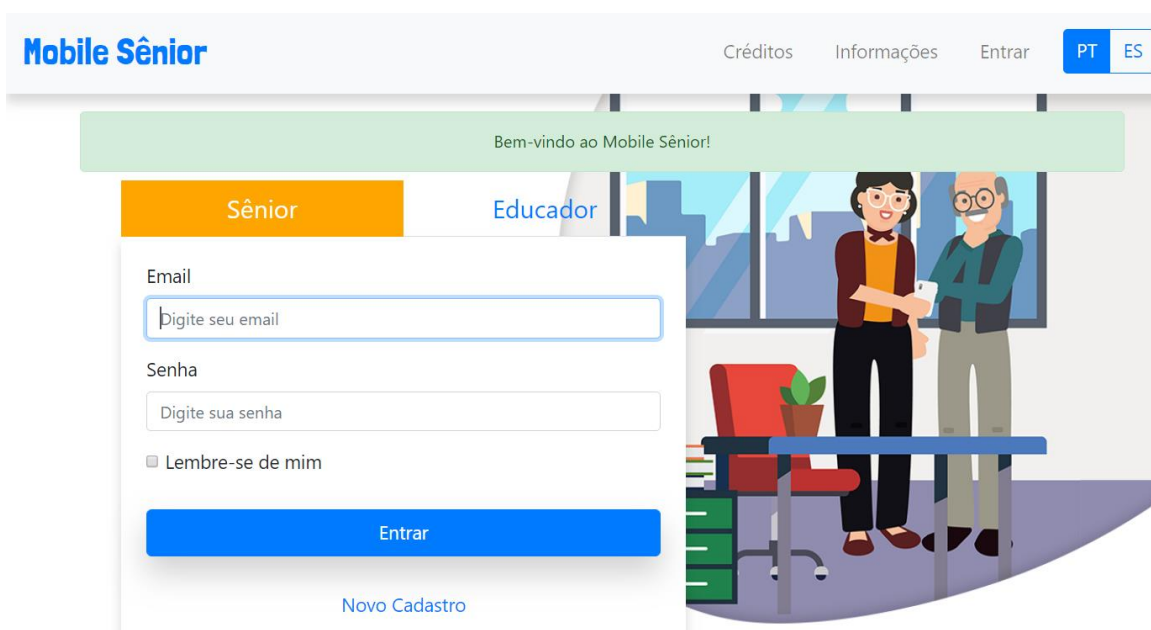 Mobile Sênior
Créditos Informações Entrar PT ES
Bem-vindo ao Mobile Sênior!
Sênior Educador
Email
Digite seu email
Senha
Digite sua senha
Lembre-se de mim
Entrar
Novo Cadastro